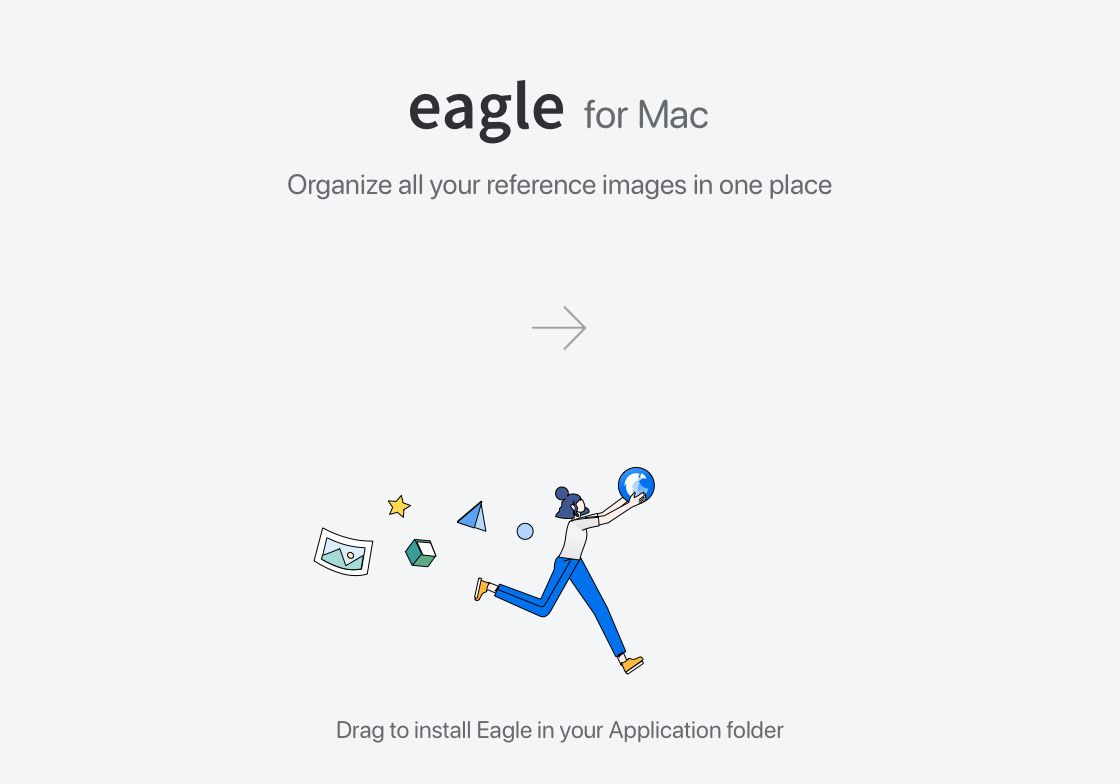 eagle for Mac
Organize all your reference images in one place
Drag to install Eagle in your Application folder